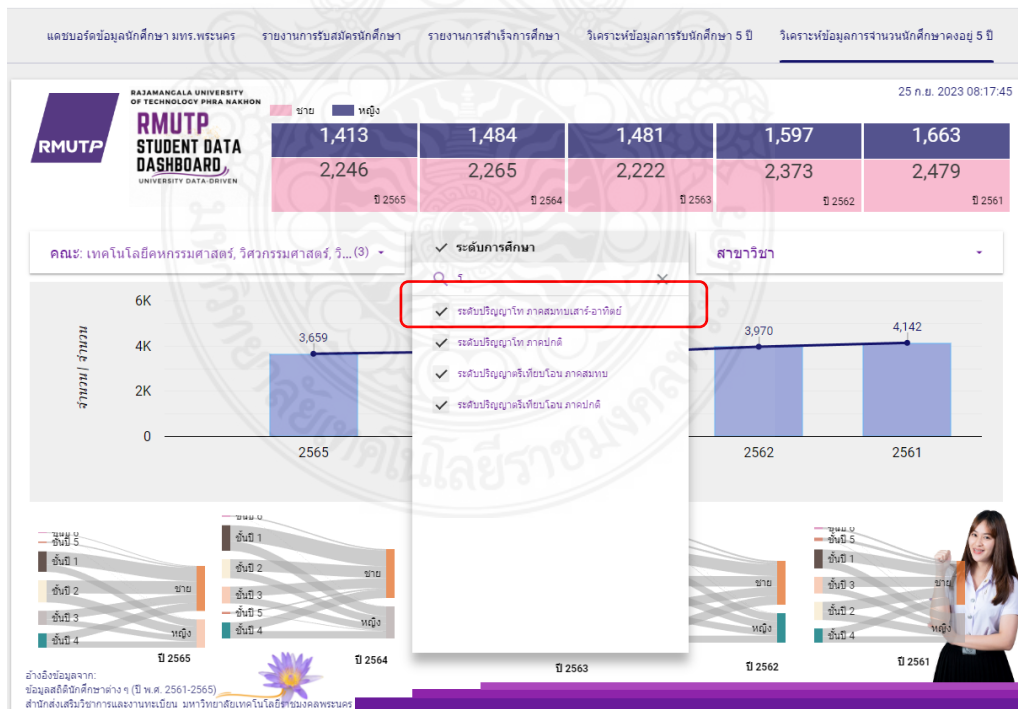 แดชบอร์ดข้อมูลนักศึกษา มทร.พระนคร รายงานการรับสมัครนักศึกษา รายงานการสำเร็จการศึกษา วิเคราะห์ข้อมูลการรับนักศึกษา 5 ปี วิเคราะห์ข้อมูลการจำนวนนักศึกษาคงอยู่ 5 ปี
25 ก.ย. 2023 08:17:45
RMUTP
RAJAMANGALA UNIVERSITY
OF TECHNOLOGY PHRA NAKHON
RMUTP
STUDENT DATA
DASHBOARD
UNIVERSITY DATA-DRIVEN
ชาย หญิง
1,413 1,484 1,481 1,597 1,663
2,246 2,265 2,222 2,373 2,479
ปี 2565 ปี 2564 ปี 2563 ปี 2562 ปี 2561
คณะ: เทคโนโลยีคหกรรมศาสตร์, วิศวกรรมศาสตร์, วิ... (3)
ระดับการศึกษา
สาขาวิชา
โ
ระดับปริญญาโท ภาคสมทบเสาร์-อาทิตย์
ระดับปริญญาโท ภาคปกติ
ระดับปริญญาตรีเทียบโอน ภาคสมทบ
ระดับปริญญาตรีเทียบโอน ภาคปกติ
จำนวน | จำนวน
6K
4K
2K
0
3,659 3,970 4,142
2565 2562 2561
ชั้นปี 5
ชั้นปี 1
ชั้นปี 2
ชั้นปี 3
ชั้นปี 4
ชาย
หญิง
ปี 2565
ชั้นปี 1
ชั้นปี 2
ชั้นปี 3
ชั้นปี 5
ชั้นปี 4
ชาย
หญิง
ปี 2564
ปี 2563
ชาย
หญิง
ปี 2562
ชั้นปี 5
ชั้นปี 1
ชั้นปี 3
ชั้นปี 2
ชั้นปี 4
ชาย
หญิง
ปี 2561
อ้างอิงข้อมูลจาก:
ข้อมูลสถิตินักศึกษาต่าง ๆ (ปี พ.ศ. 2561-2565)
สำนักส่งเสริมวิชาการและงานทะเบียน มหาวิทยาลัยเทคโนโลยีราชมงคลพระนคร